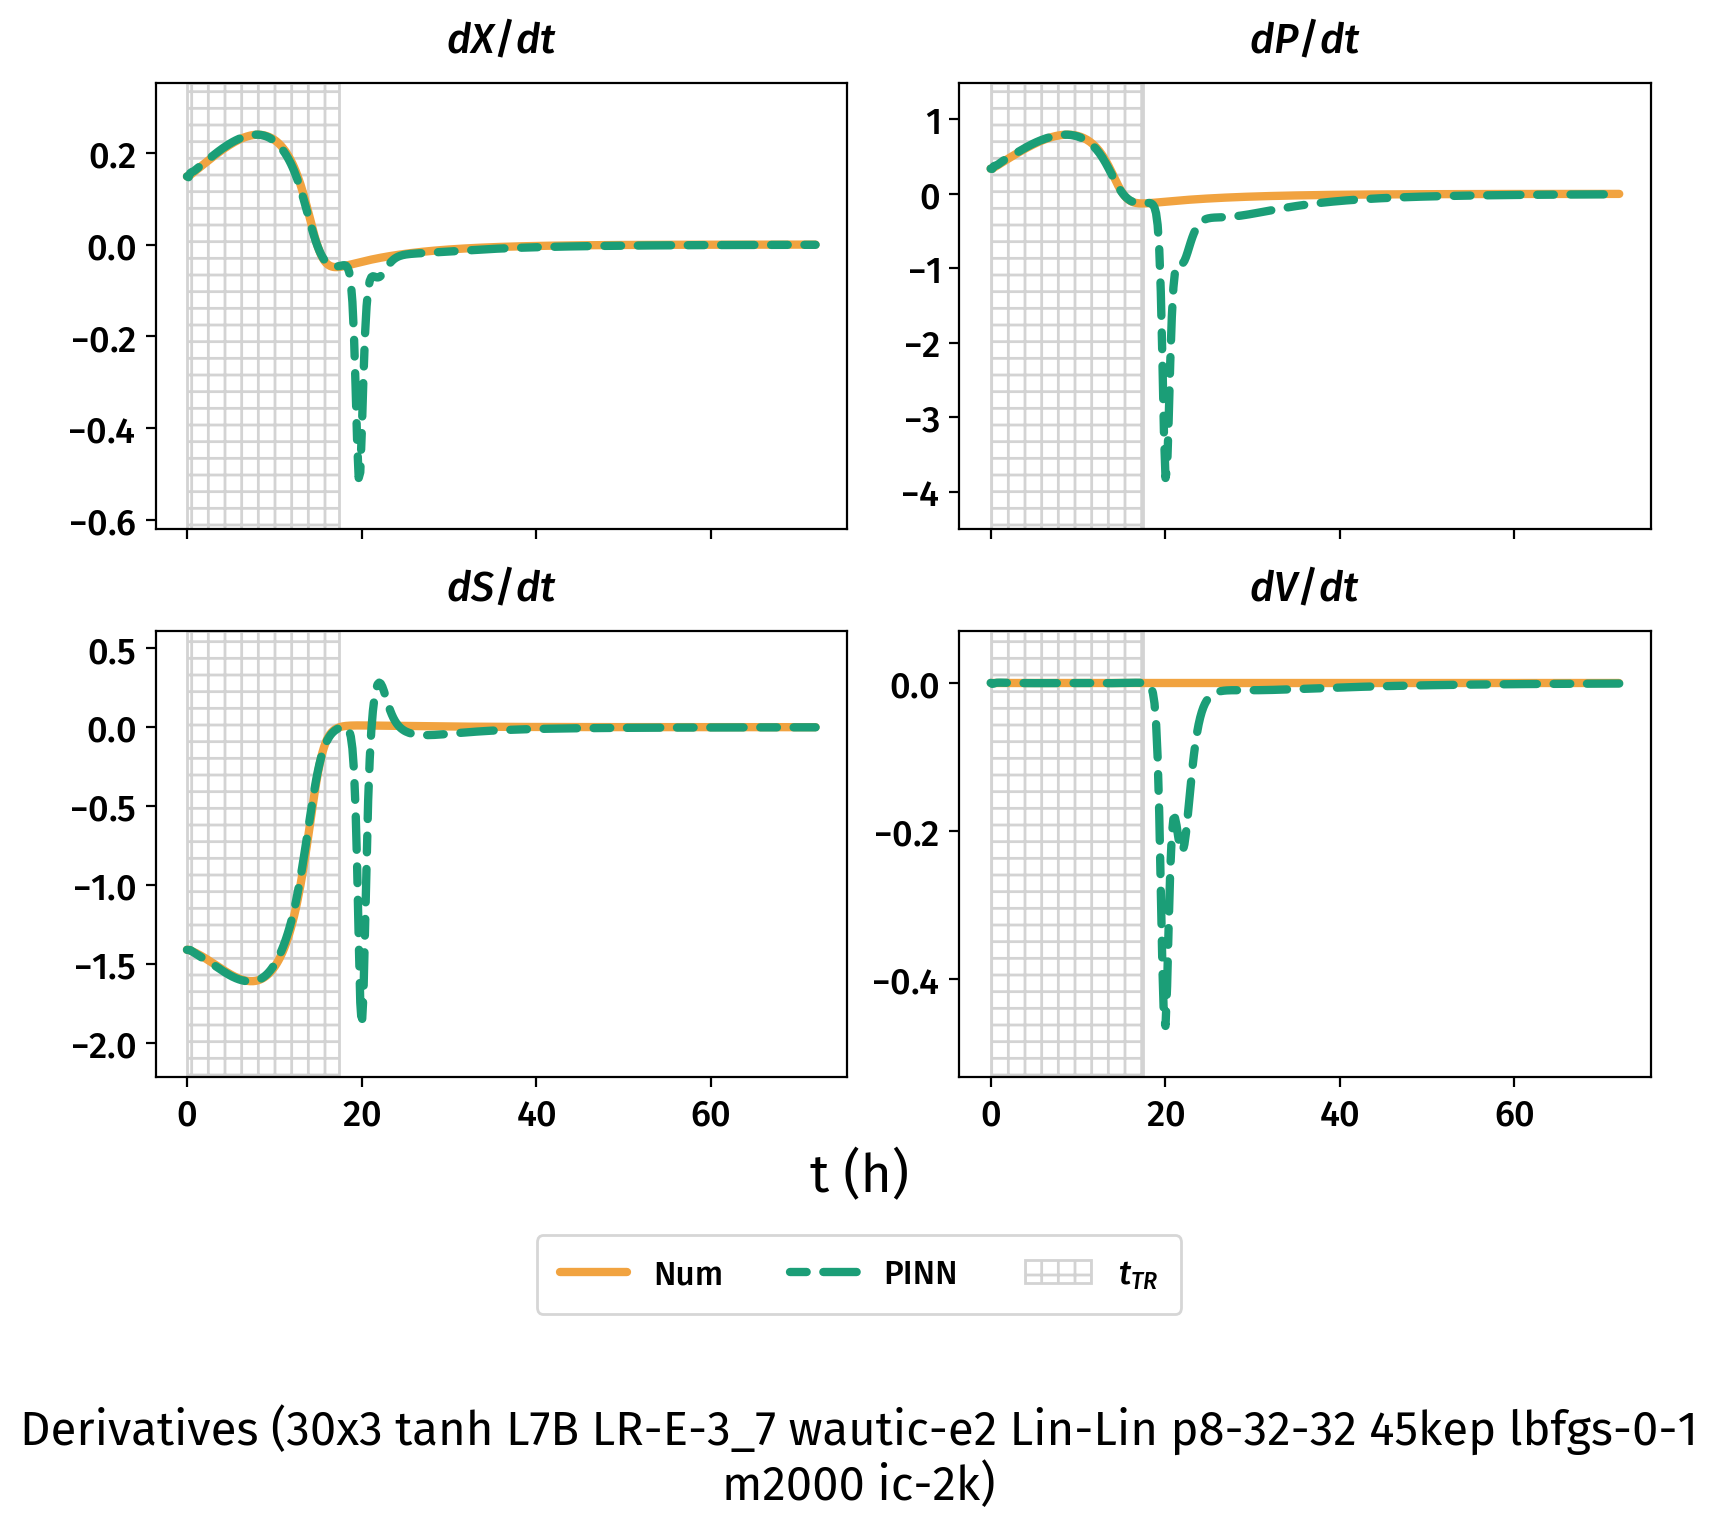 dX/dt
dP/dt
0.2
0.0
−0.2
−0.4
−0.6
1
0
−1
−2
−3
−4
dS/dt
dV/dt
0.5
0.0
−0.5
−1.0
−1.5
−2.0
0 20 40 60
0.0
−0.2
−0.4
0 20 40 60
t (h)
Num PINN tTR
Derivatives (30x3 tanh L7B LR-E-3_7 wautic-e2 Lin-Lin p8-32-32 45kep lbfgs-0-1
m2000 ic-2k)